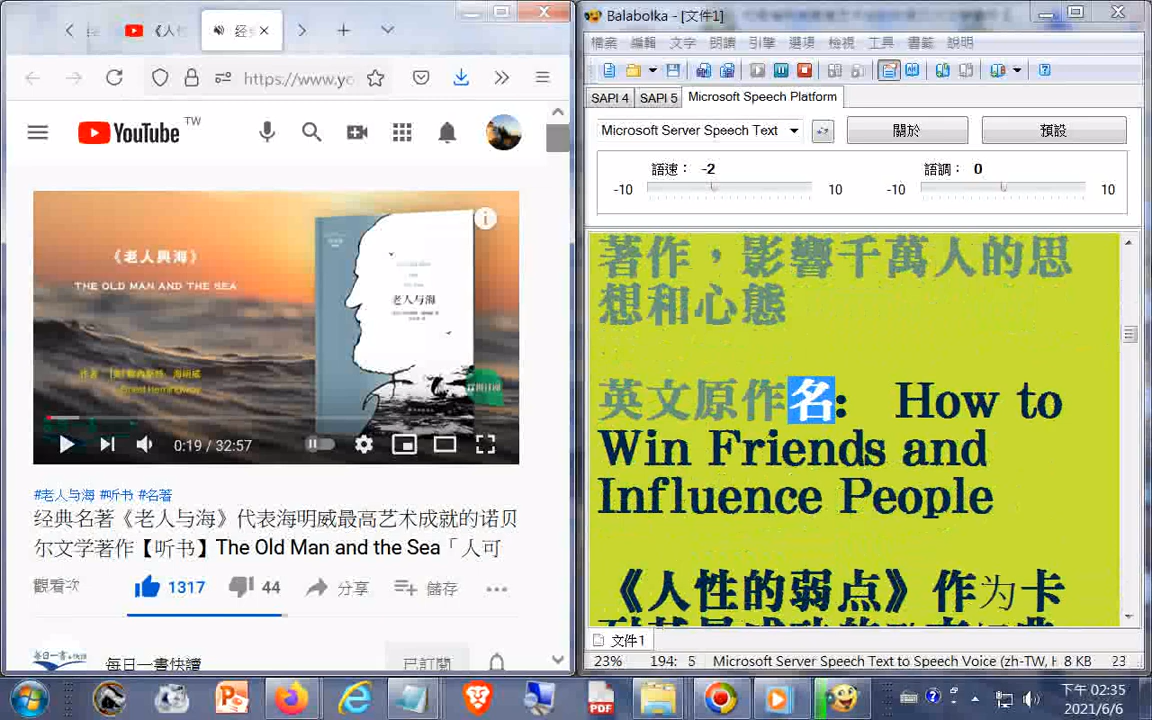 《人
经
https://www.yo
YouTube TW
《老人與海》
THE OLD MAN AND THE SEA
老人与海
Ernest Hemingway
0:19 / 32:57
#老人与海 #听书 #名著
经典名著《老人与海》代表海明威最高艺术成就的诺贝
尔文学著作【听书】The Old Man and the Sea「人可
觀看次
1317
44
分享
儲存
每日一書快讀
已訂閱
Balabolka - [文件1]
檔案 編輯 文字 朗讀 引擎 選項 檢視 工具 書籤 說明
SAPI 4 SAPI 5 Microsoft Speech Platform
Microsoft Server Speech Text
關於
預設
語速： -2
語調： 0
-10 10 -10 10
著作，影響千萬人的思
想和心態
英文原作名： How to
Win Friends and
Influence People
《人性的弱点》作为卡
文件1
23% 194: 5 Microsoft Server Speech Text to Speech Voice (zh-TW, H 8 KB 23
PDF
下午 02:35
2021/6/6